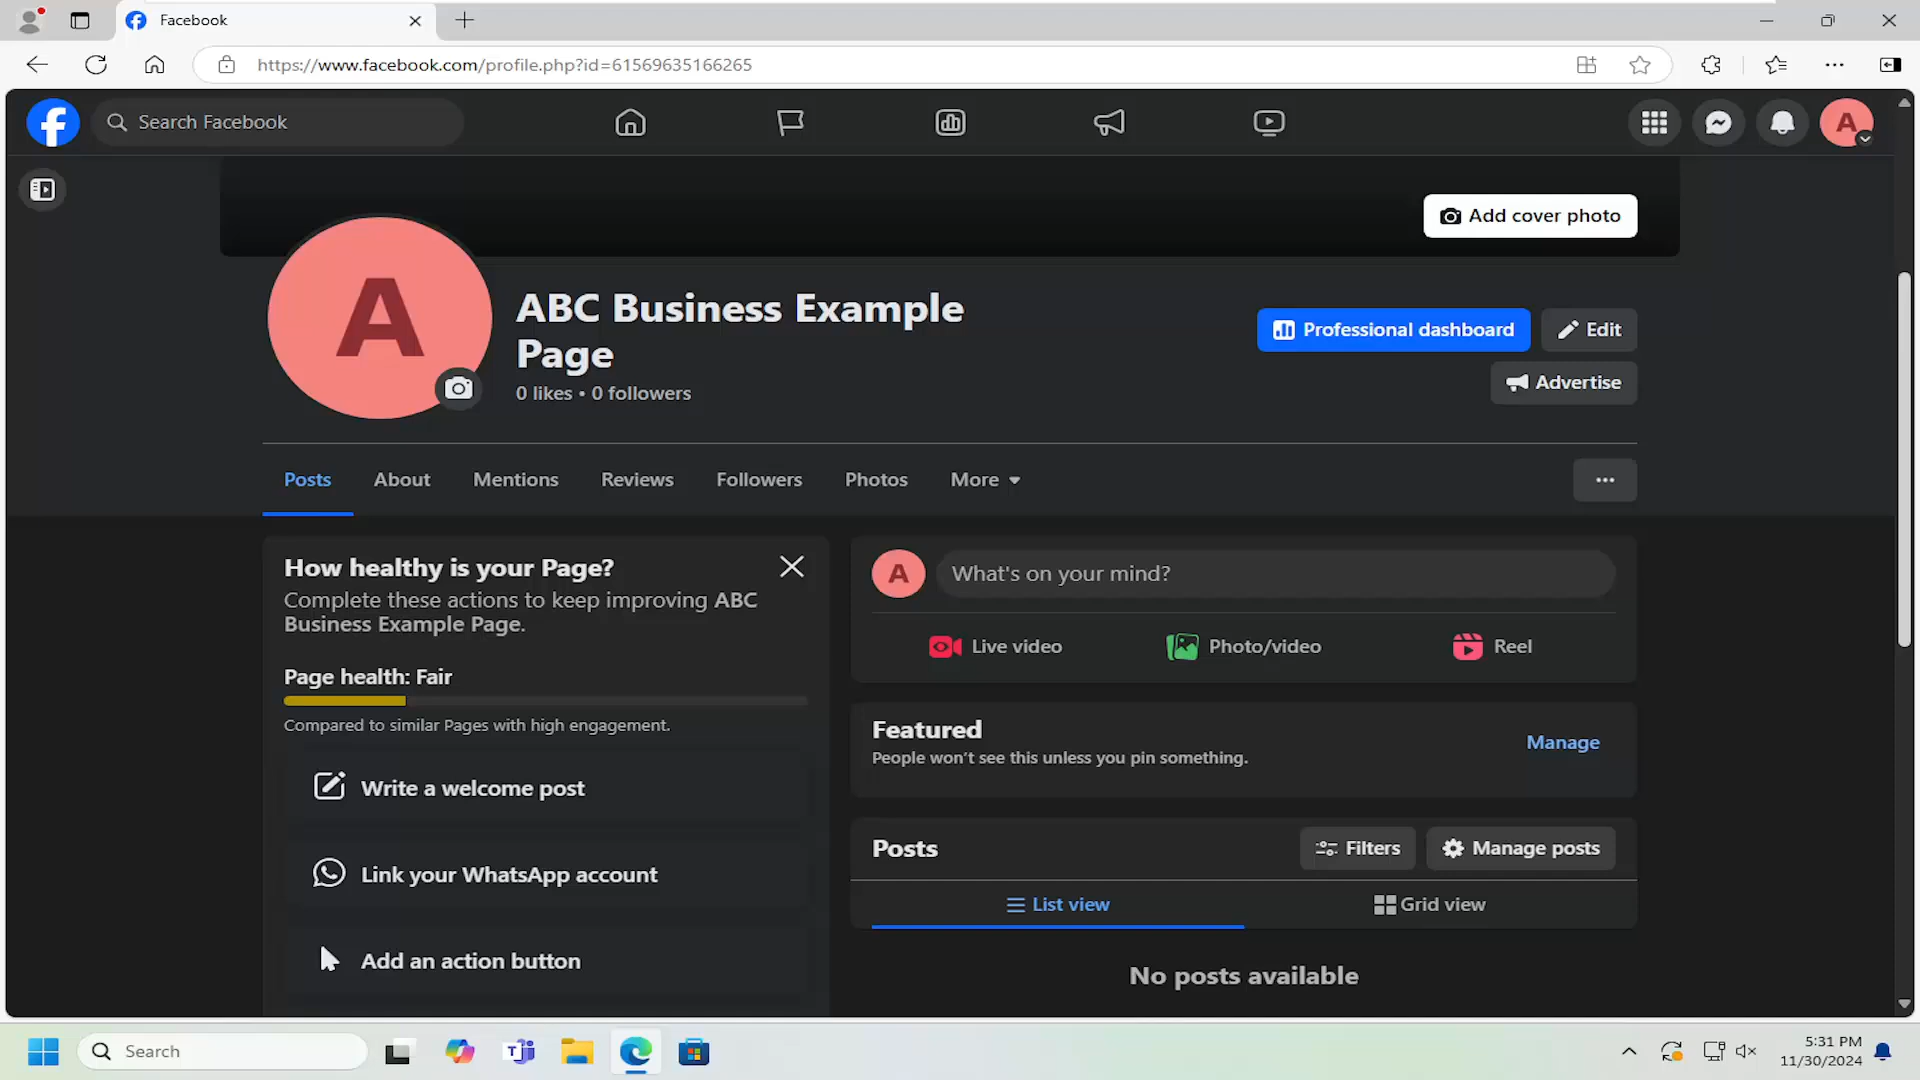 Facebook
https://www.facebook.com/profile.php?id=61569635166265
Search Facebook
A
Add cover photo
A
ABC Business Example
Page
0 likes • 0 followers
Professional dashboard
Edit
Advertise
Posts
About
Mentions
Reviews
Followers
Photos
More
How healthy is your Page?
Complete these actions to keep improving ABC
Business Example Page.
Page health: Fair
Compared to similar Pages with high engagement.
Write a welcome post
Link your WhatsApp account
Add an action button
A
What's on your mind?
Live video
Photo/video
Reel
Featured
People won't see this unless you pin something.
Manage
Posts
Filters
Manage posts
List view
Grid view
No posts available
Search
5:31 PM
11/30/2024